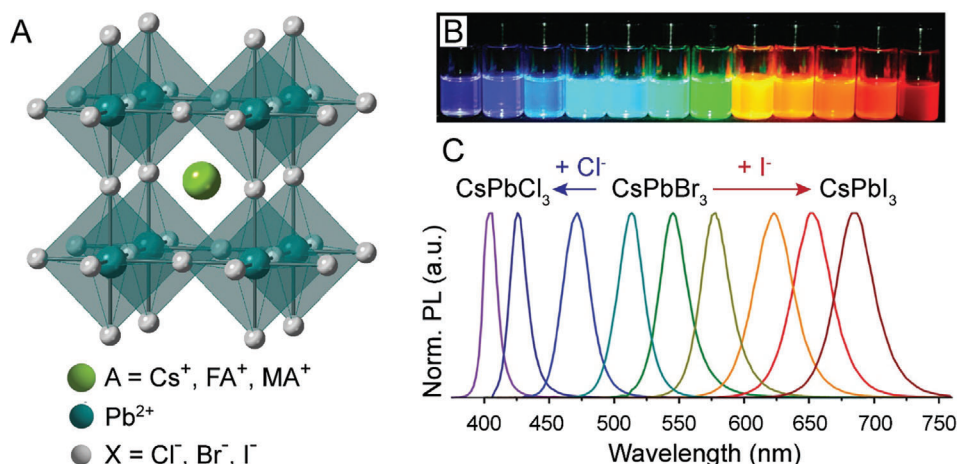 A
A = Cs⁺, FA⁺, MA⁺
Pb²⁺
X = Cl⁻, Br⁻, I⁻
B
C
+ Cl⁻
+ I⁻
CsPbCl₃
CsPbBr₃
CsPbI₃
Norm. PL (a.u.)
400 450 500 550 600 650 700 750
Wavelength (nm)